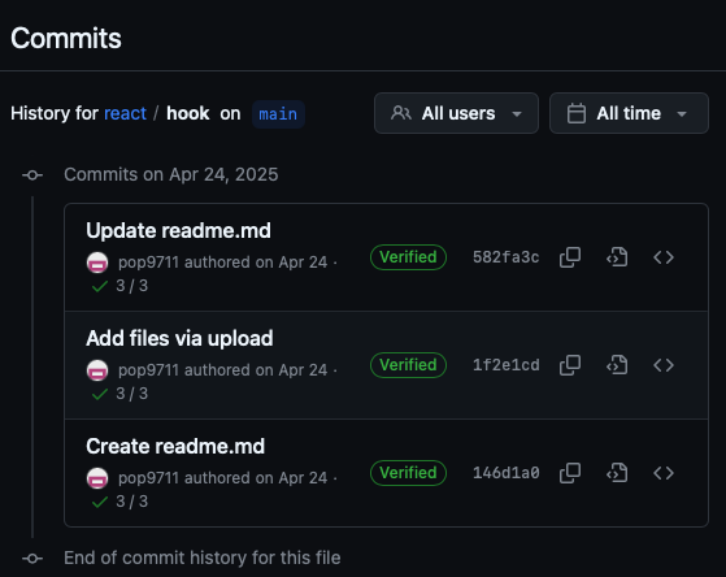 Commits
History for react / hook on main
All users
All time
Commits on Apr 24, 2025
Update readme.md
pop9711 authored on Apr 24 ·
3 / 3
Verified
582fa3c
Add files via upload
pop9711 authored on Apr 24 ·
3 / 3
Verified
1f2e1cd
Create readme.md
pop9711 authored on Apr 24 ·
3 / 3
Verified
146d1a0
End of commit history for this file